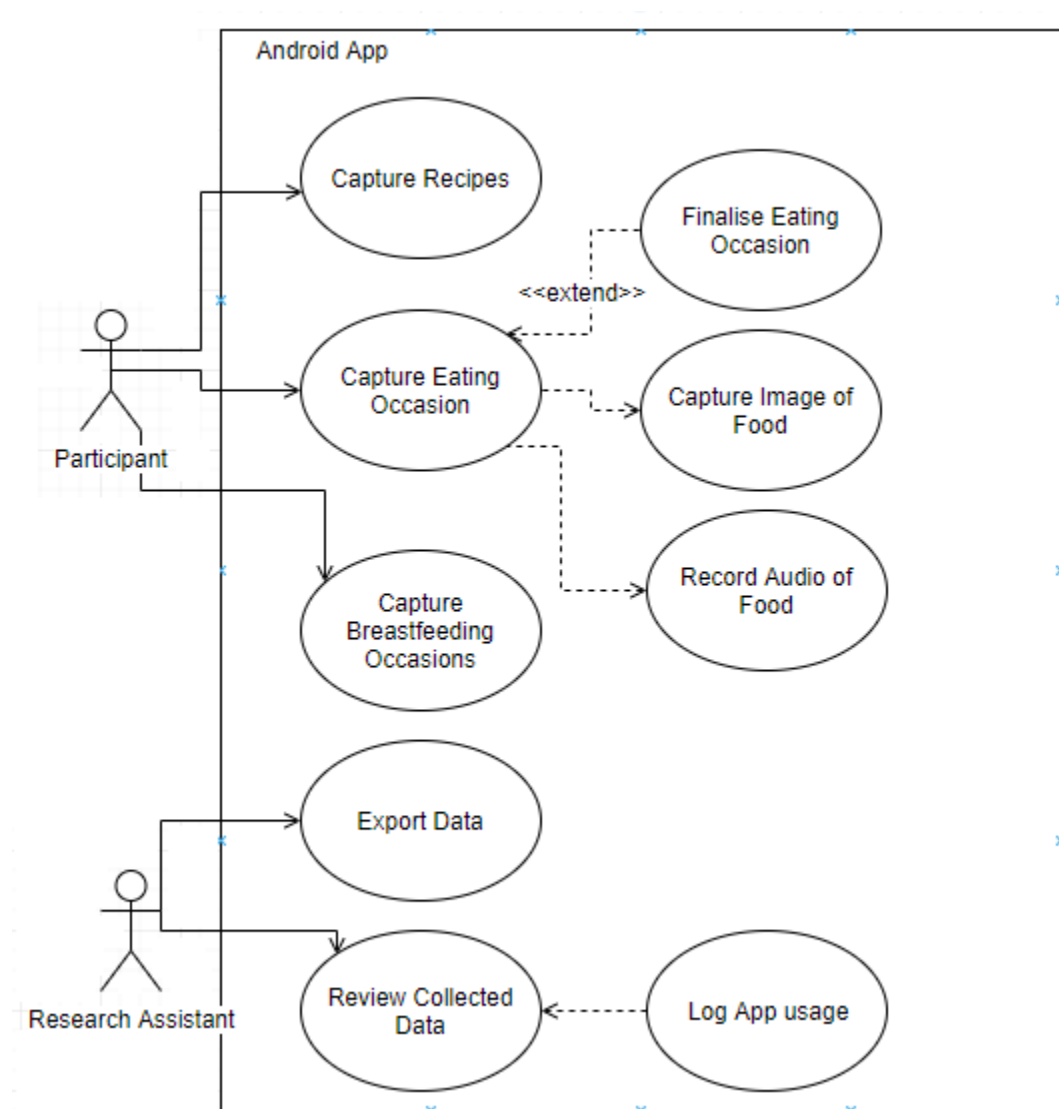 Android App
Capture Recipes
Finalise Eating
Occasion
<<extend>>
Capture Eating
Occasion
Capture Image of
Food
Participant
Record Audio of
Food
Capture
Breastfeeding
Occasions
Export Data
Review Collected
Data
Log App usage
Research Assistant